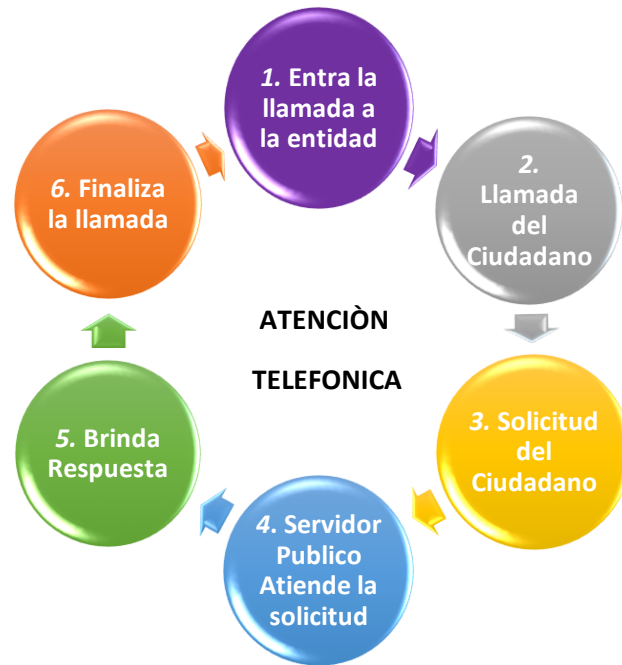 1. Entra la
llamada a
la entidad
2.
Llamada
del
Ciudadano
3. Solicitud
del
Ciudadano
4. Servidor
Publico
Atiende la
solicitud
5. Brinda
Respuesta
6. Finaliza
la llamada
ATENCIÒN
TELEFONICA